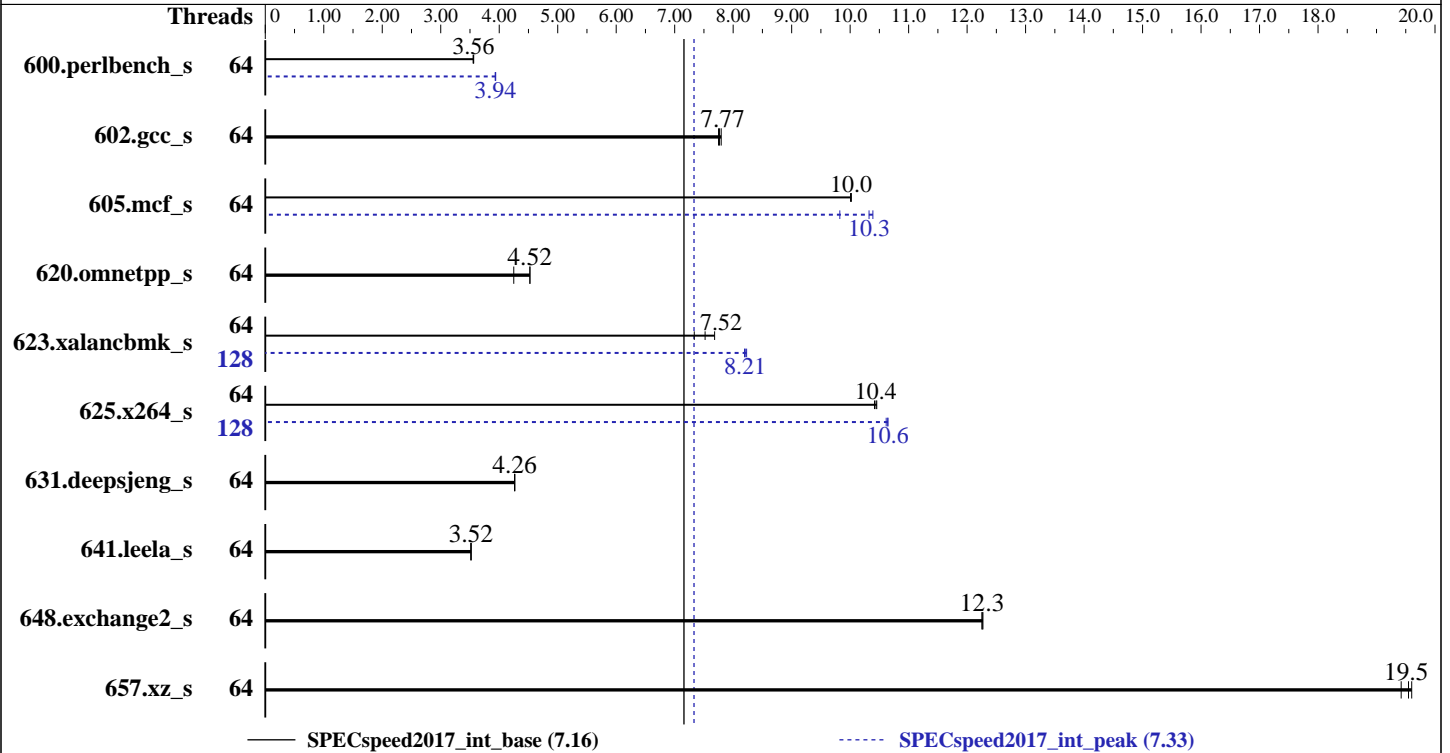 Threads 0 1.00 2.00 3.00 4.00 5.00 6.00 7.00 8.00 9.00 10.0 11.0 12.0 13.0 14.0 15.0 16.0 17.0 18.0 20.0
3.56
600.perlbench_s 64
3.94
7.77
602.gcc_s 64
10.0
605.mcf_s 64
10.3
4.52
620.omnetpp_s 64
64 7.52
623.xalancbmk_s
128 8.21
64 10.4
625.x264_s
128 10.6
4.26
631.deepsjeng_s 64
3.52
641.leela_s 64
12.3
648.exchange2_s 64
19.5
657.xz_s 64
SPECspeed2017_int_base (7.16) SPECspeed2017_int_peak (7.33)